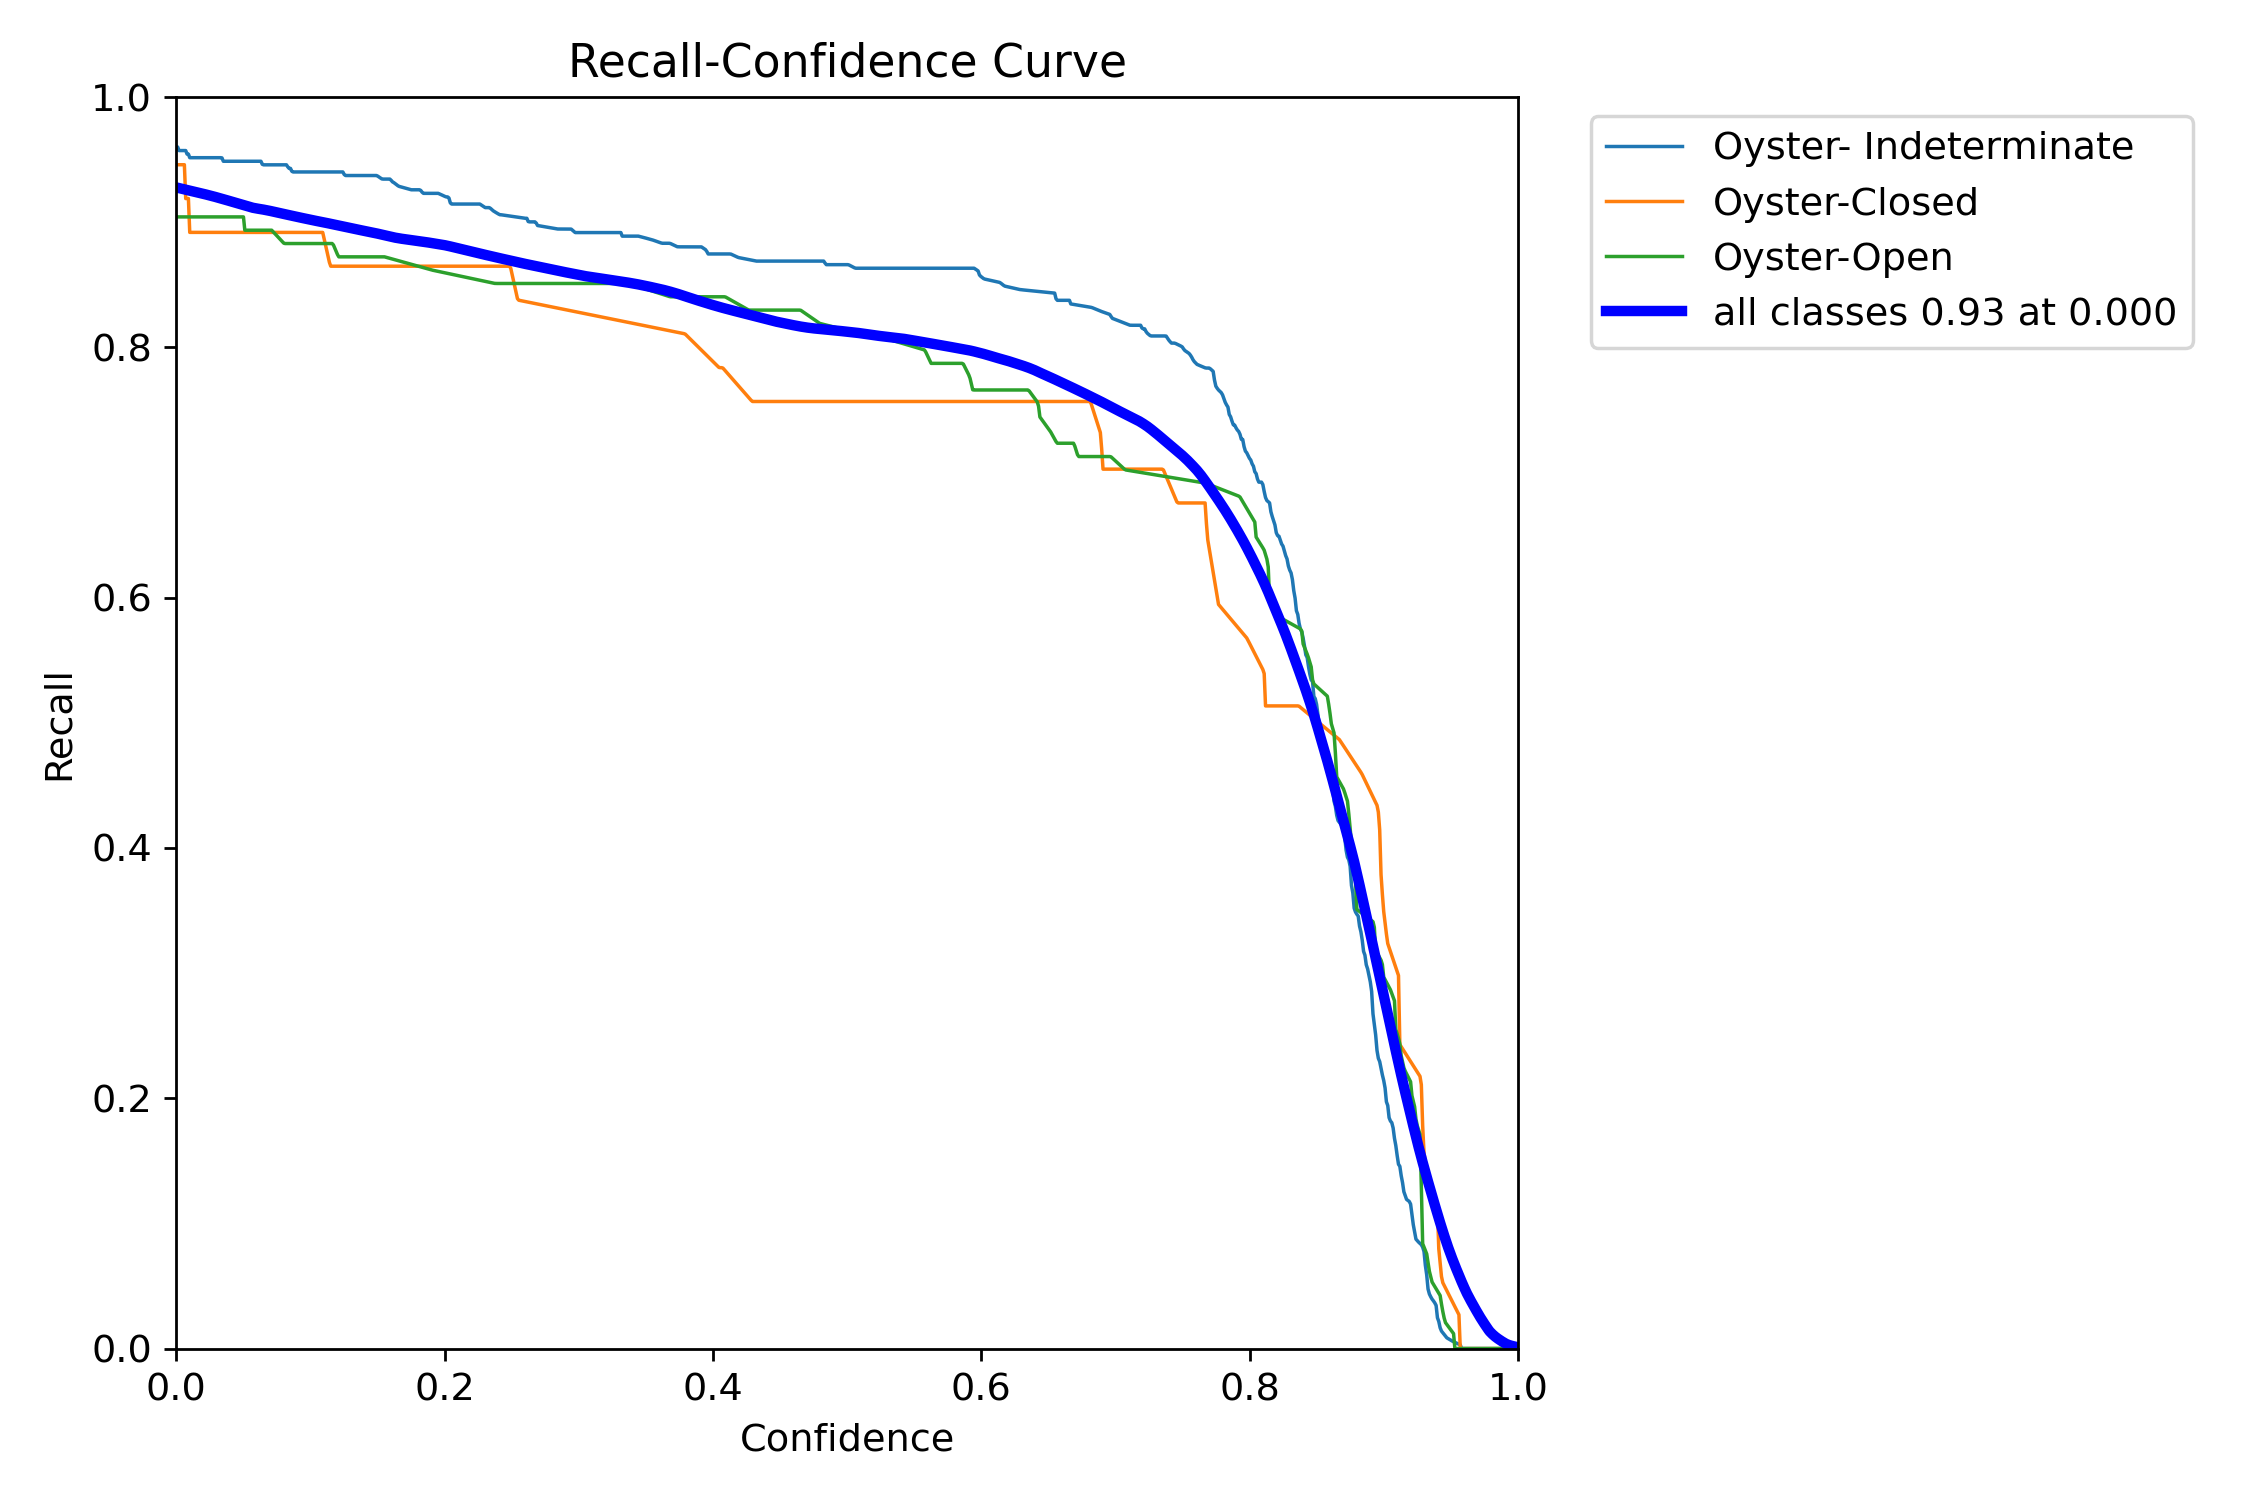 Recall-Confidence Curve
1.0
0.8
0.6
0.4
0.2
0.0
Recall
0.0 0.2 0.4 0.6 0.8 1.0
Confidence
Oyster- Indeterminate
Oyster-Closed
Oyster-Open
all classes 0.93 at 0.000